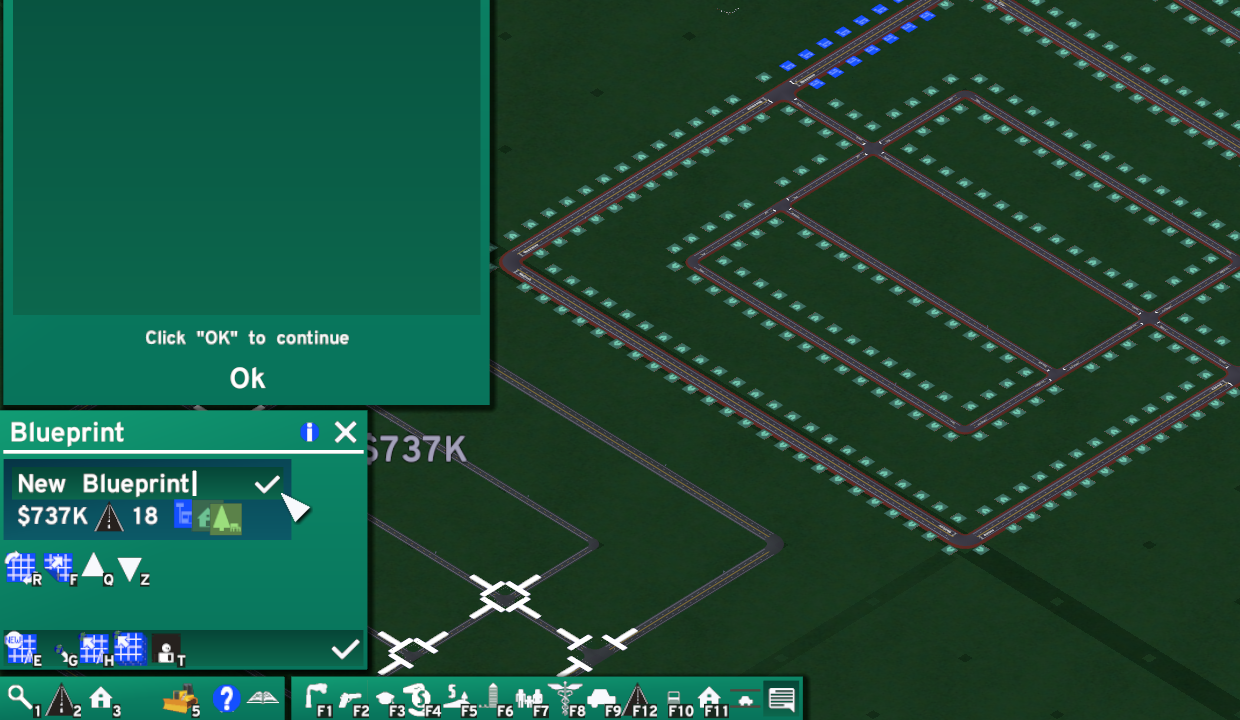 Click "OK" to continue
Ok
Blueprint
$737K
New Blueprint
$737K 18
R F Q Z
NEW E G H T
1 2 3 5 ? F1 F2 F3 F4 F5 F6 F7 F8 F9 F12 F10 F11